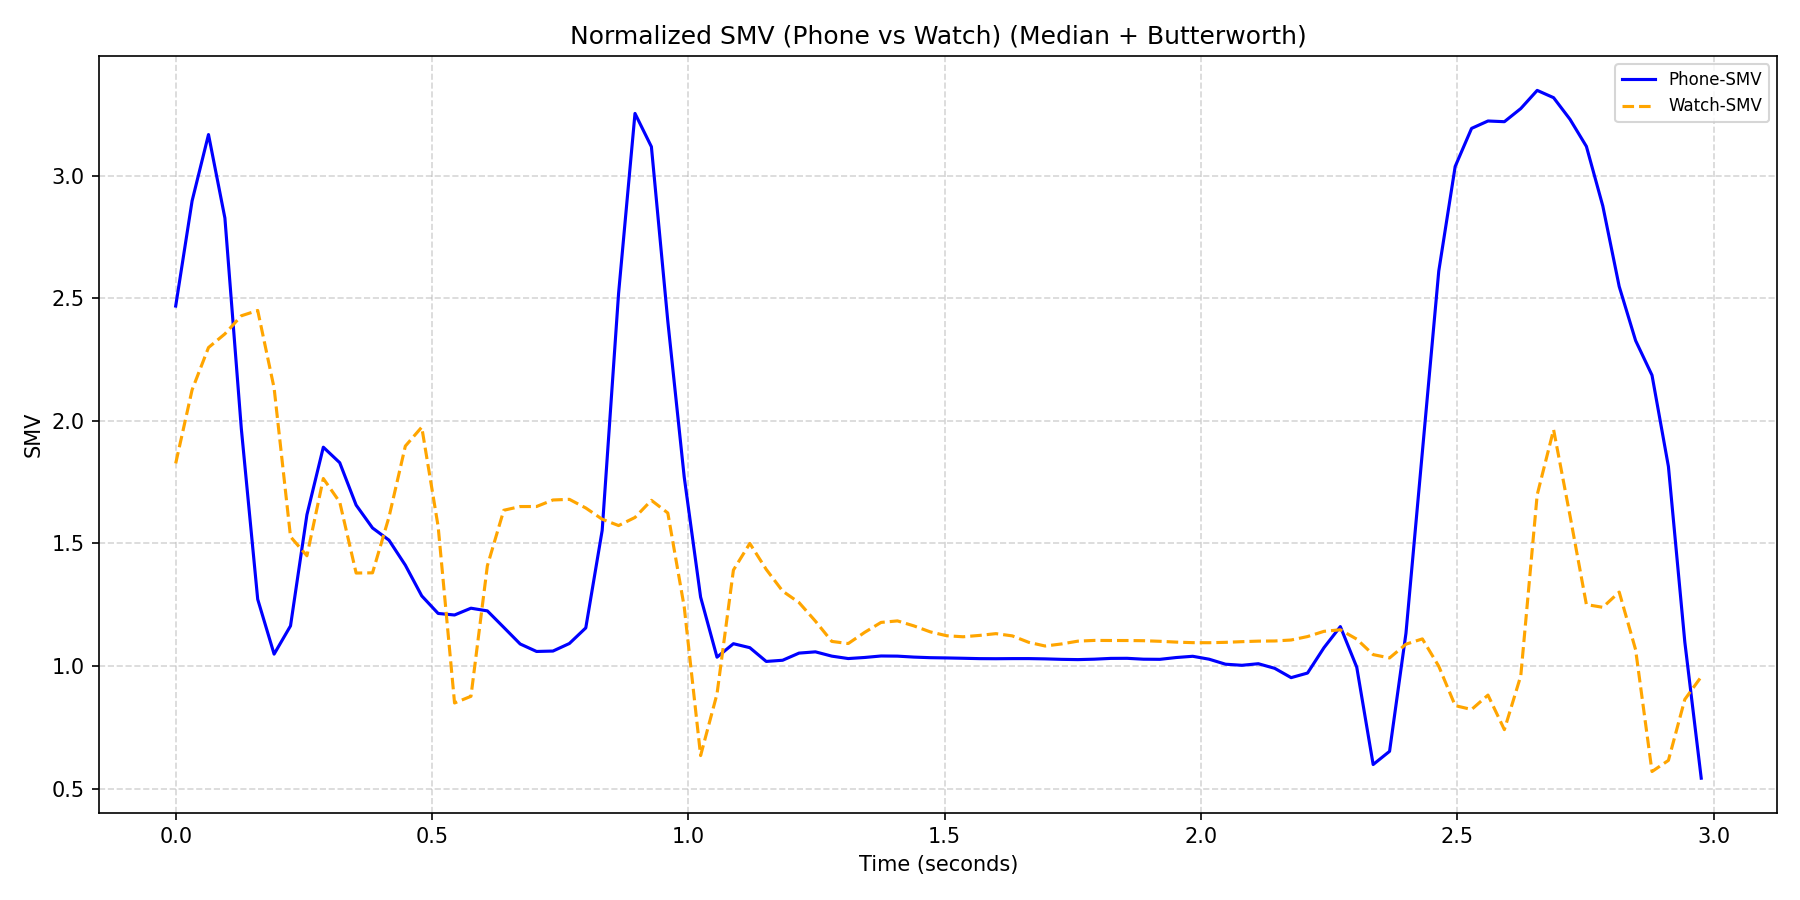 Normalized SMV (Phone vs Watch) (Median + Butterworth)
Phone-SMV
Watch-SMV
SMV
3.0
2.5
2.0
1.5
1.0
0.5
0.0 0.5 1.0 1.5 2.0 2.5 3.0
Time (seconds)